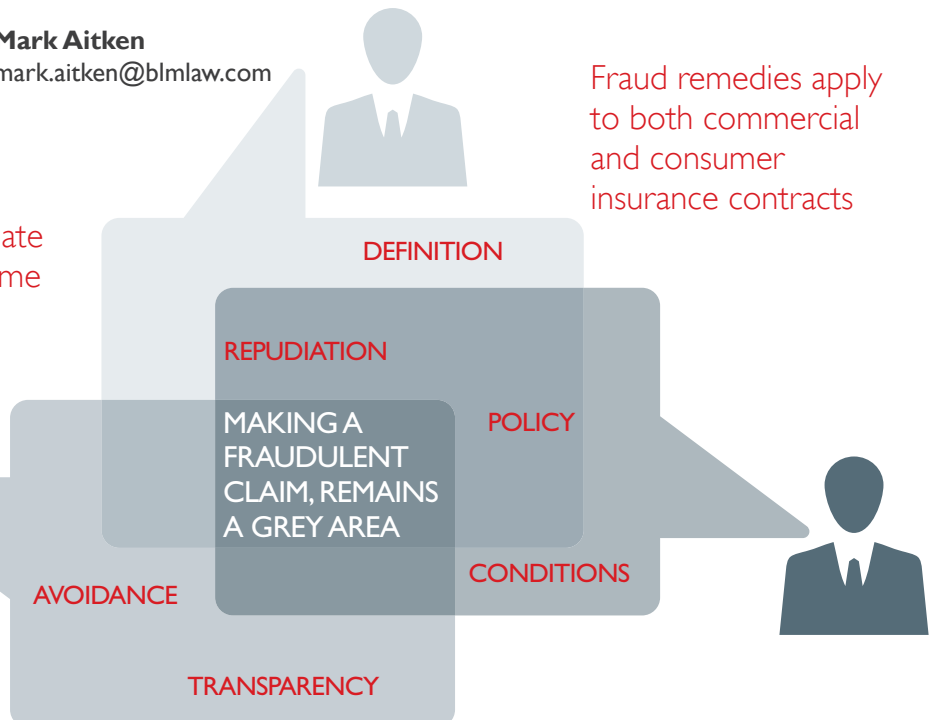 Mark Aitken
mark.aitken@blmlaw.com
Fraud remedies apply
to both commercial
and consumer
insurance contracts
DEFINITION
REPUDIATION
MAKING A
FRAUDULENT
CLAIM, REMAINS
A GREY AREA
POLICY
CONDITIONS
AVOIDANCE
TRANSPARENCY